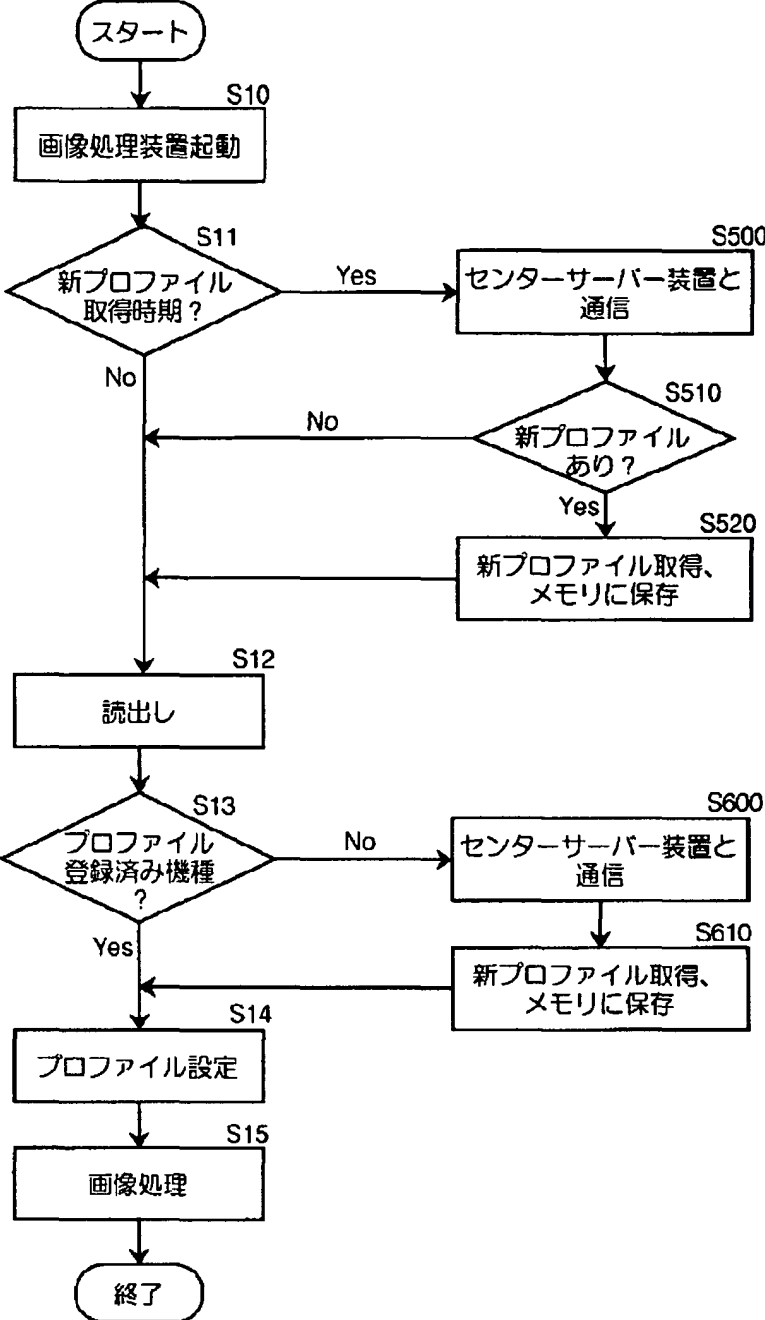 スタート
S10
画像処理装置起動
S11
新プロファイル
取得時期？
Yes
No
S500
センターサーバー装置と
通信
S510
新プロファイル
あり？
No
Yes
S520
新プロファイル取得、
メモリに保存
S12
読出し
S13
プロファイル
登録済み機種
？
No
Yes
S600
センターサーバー装置と
通信
S610
新プロファイル取得、
メモリに保存
S14
プロファイル設定
S15
画像処理
終了